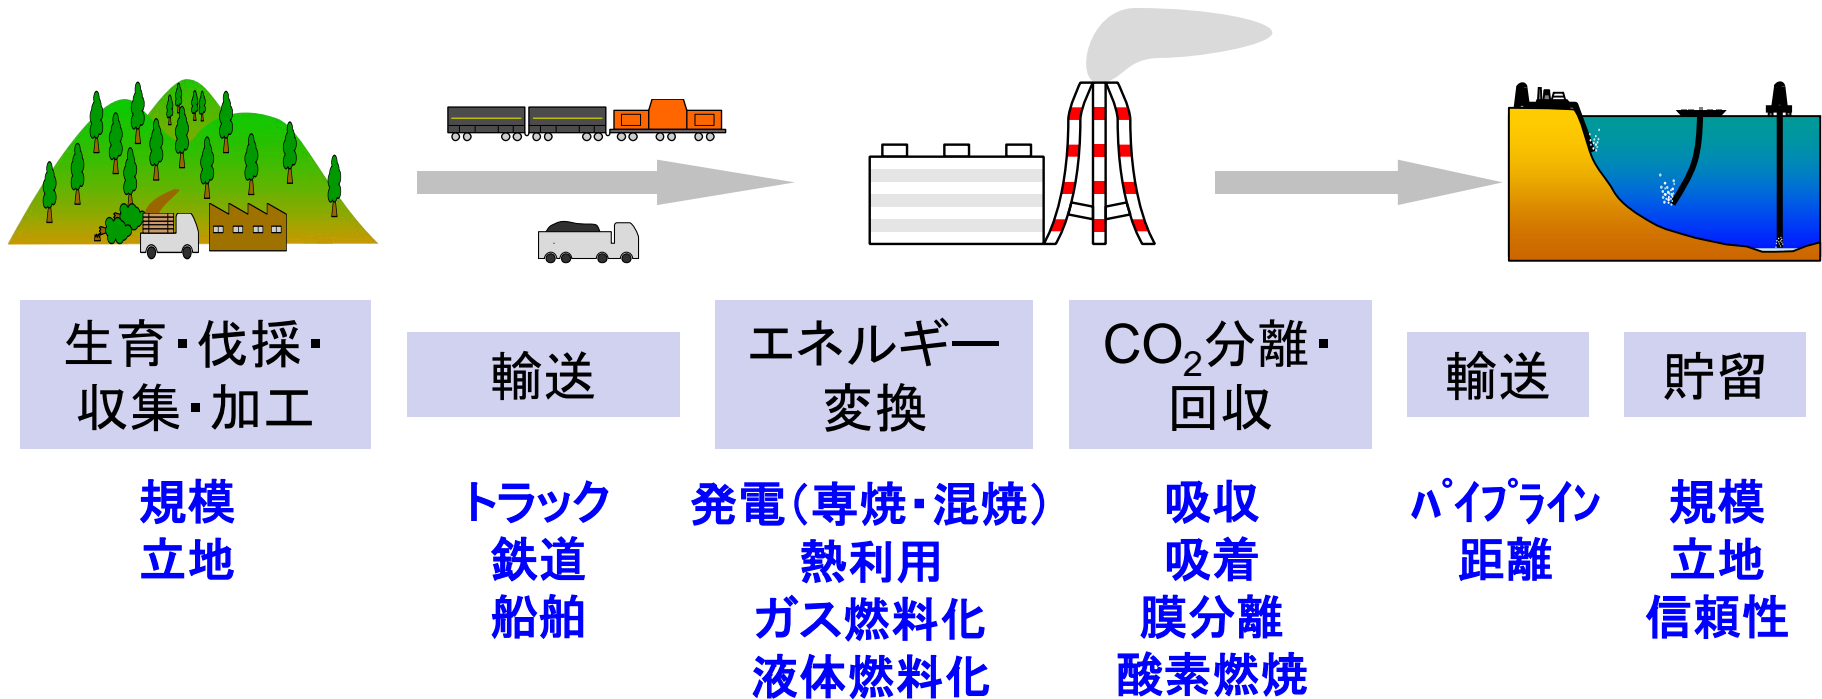 生育・伐採・
収集・加工
輸送
エネルギー
変換
CO₂分離・
回収
輸送
貯留
規模
立地
トラック
鉄道
船舶
発電(専焼・混焼)
熱利用
ガス燃料化
液体燃料化
吸収
吸着
膜分離
酸素燃焼
ﾊﾟｲﾌﾟﾗｲﾝ
距離
規模
立地
信頼性